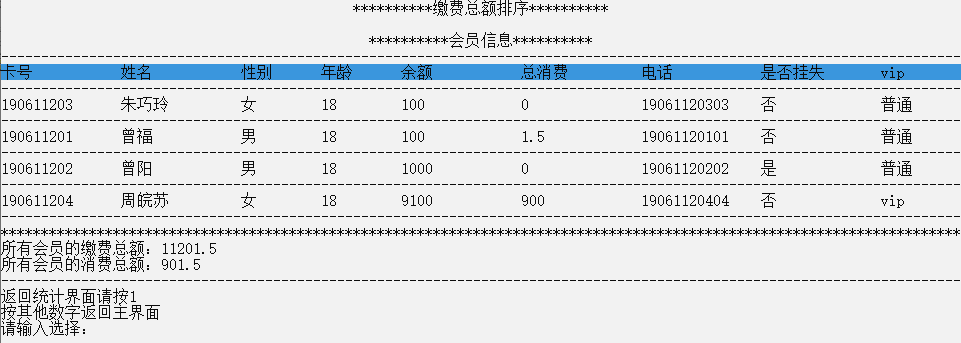 **********缴费总额排序**********
**********会员信息**********
卡号 姓名 性别 年龄 余额 总消费 电话 是否挂失 vip
190611203 朱巧玲 女 18 100 0 19061120303 否 普通
190611201 曾福 男 18 100 1.5 19061120101 否 普通
190611202 曾阳 男 18 1000 0 19061120202 是 普通
190611204 周皖苏 女 18 9100 900 19061120404 否 vip
所有会员的缴费总额：11201.5
所有会员的消费总额：901.5
返回统计界面请按1
按其他数字返回主界面
请输入选择：